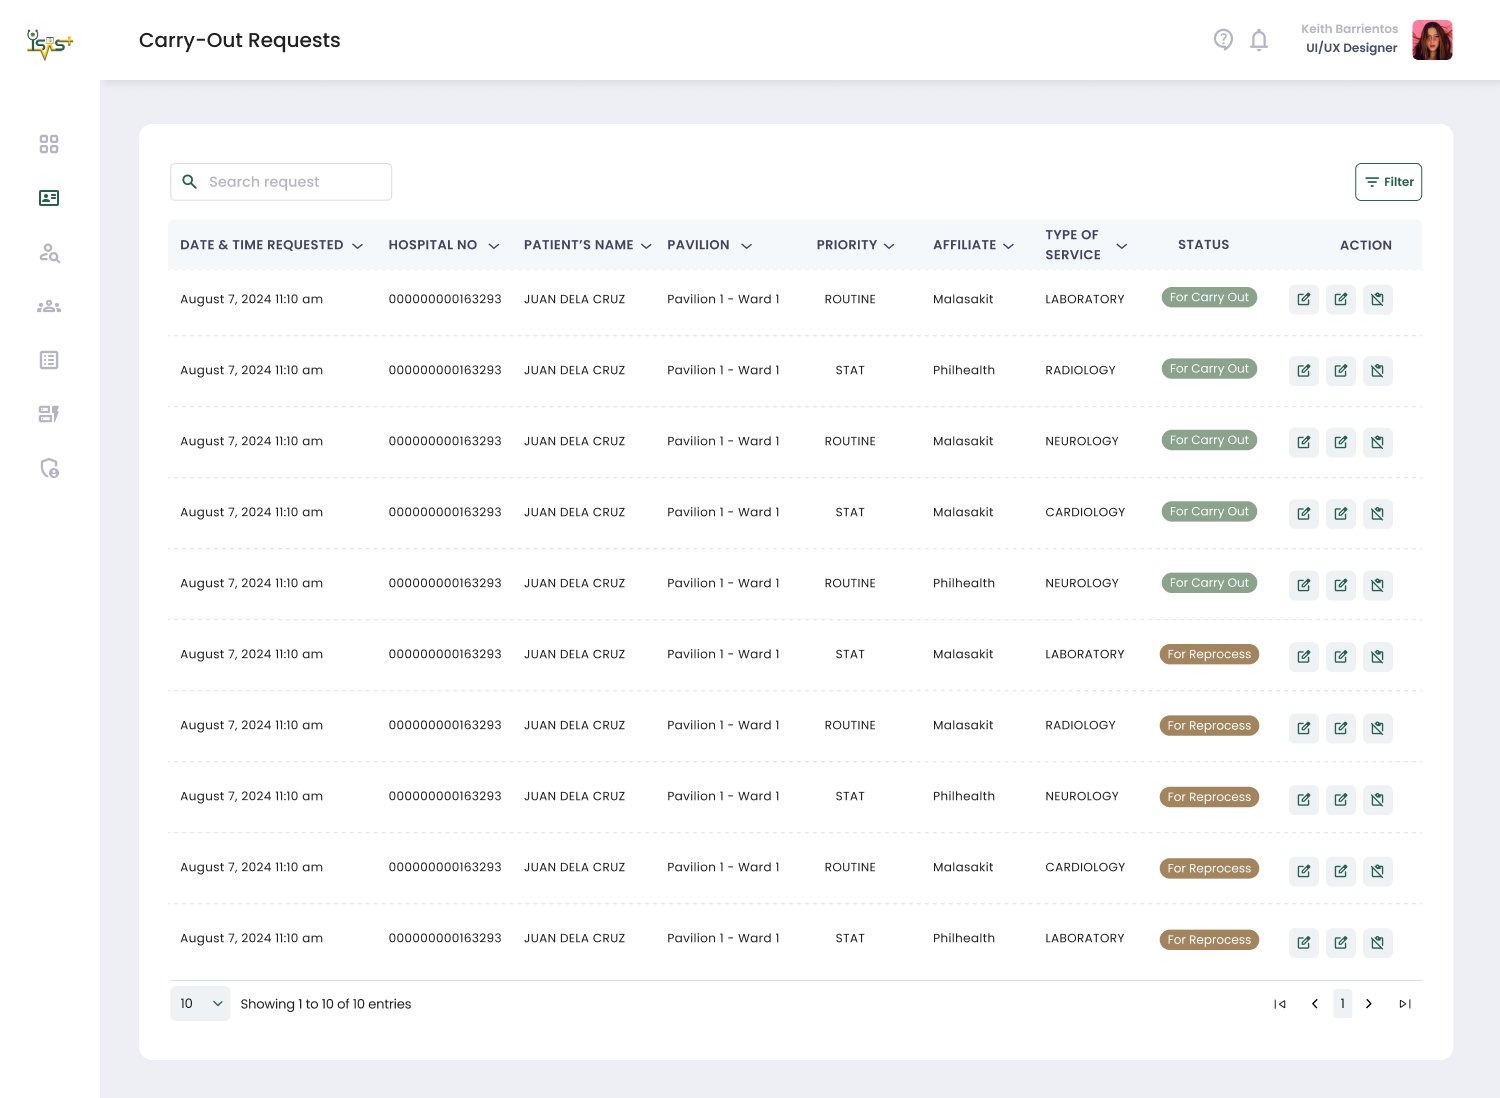 ISIS+
Carry-Out Requests
Keith Barrientos
UI/UX Designer
Search request
Filter
DATE & TIME REQUESTED HOSPITAL NO PATIENT'S NAME PAVILION PRIORITY AFFILIATE TYPE OF SERVICE STATUS ACTION
August 7, 2024 11:10 am 000000000163293 JUAN DELA CRUZ Pavilion 1 - Ward 1 ROUTINE Malasakit LABORATORY For Carry Out
August 7, 2024 11:10 am 000000000163293 JUAN DELA CRUZ Pavilion 1 - Ward 1 STAT Philhealth RADIOLOGY For Carry Out
August 7, 2024 11:10 am 000000000163293 JUAN DELA CRUZ Pavilion 1 - Ward 1 ROUTINE Malasakit NEUROLOGY For Carry Out
August 7, 2024 11:10 am 000000000163293 JUAN DELA CRUZ Pavilion 1 - Ward 1 STAT Malasakit CARDIOLOGY For Carry Out
August 7, 2024 11:10 am 000000000163293 JUAN DELA CRUZ Pavilion 1 - Ward 1 ROUTINE Philhealth NEUROLOGY For Carry Out
August 7, 2024 11:10 am 000000000163293 JUAN DELA CRUZ Pavilion 1 - Ward 1 STAT Malasakit LABORATORY For Reprocess
August 7, 2024 11:10 am 000000000163293 JUAN DELA CRUZ Pavilion 1 - Ward 1 ROUTINE Malasakit RADIOLOGY For Reprocess
August 7, 2024 11:10 am 000000000163293 JUAN DELA CRUZ Pavilion 1 - Ward 1 STAT Philhealth NEUROLOGY For Reprocess
August 7, 2024 11:10 am 000000000163293 JUAN DELA CRUZ Pavilion 1 - Ward 1 ROUTINE Malasakit CARDIOLOGY For Reprocess
August 7, 2024 11:10 am 000000000163293 JUAN DELA CRUZ Pavilion 1 - Ward 1 STAT Philhealth LABORATORY For Reprocess
10 Showing 1 to 10 of 10 entries 1